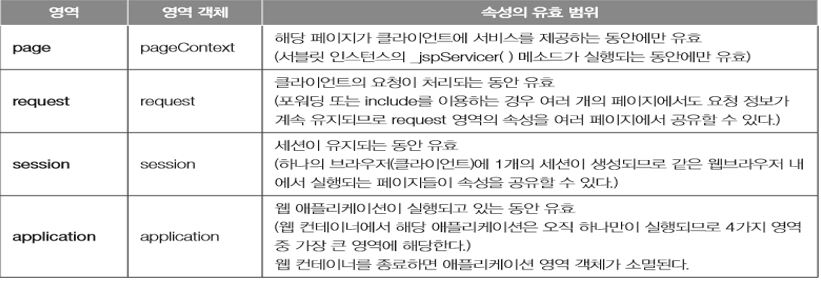 영역 영역 객체 속성의 유효 범위
page pageContext 해당 페이지가 클라이언트에 서비스를 제공하는 동안에만 유효
(서블릿 인스턴스의 _jspServicer( ) 메소드가 실행되는 동안에만 유효)
request request 클라이언트의 요청이 처리되는 동안 유효
(포워딩 또는 include를 이용하는 경우 여러 개의 페이지에서도 요청 정보가
계속 유지되므로 request 영역의 속성을 여러 페이지에서 공유할 수 있다.)
session session 세션이 유지되는 동안 유효
(하나의 브라우저(클라이언트)에 1개의 세션이 생성되므로 같은 웹브라우저 내
에서 실행되는 페이지들이 속성을 공유할 수 있다.)
application application 웹 애플리케이션이 실행되고 있는 동안 유효
(웹 컨테이너에서 해당 애플리케이션은 오직 하나만이 실행되므로 4가지 영역
중 가장 큰 영역에 해당한다.)
웹 컨테이너를 종료하면 애플리케이션 영역 객체가 소멸된다.